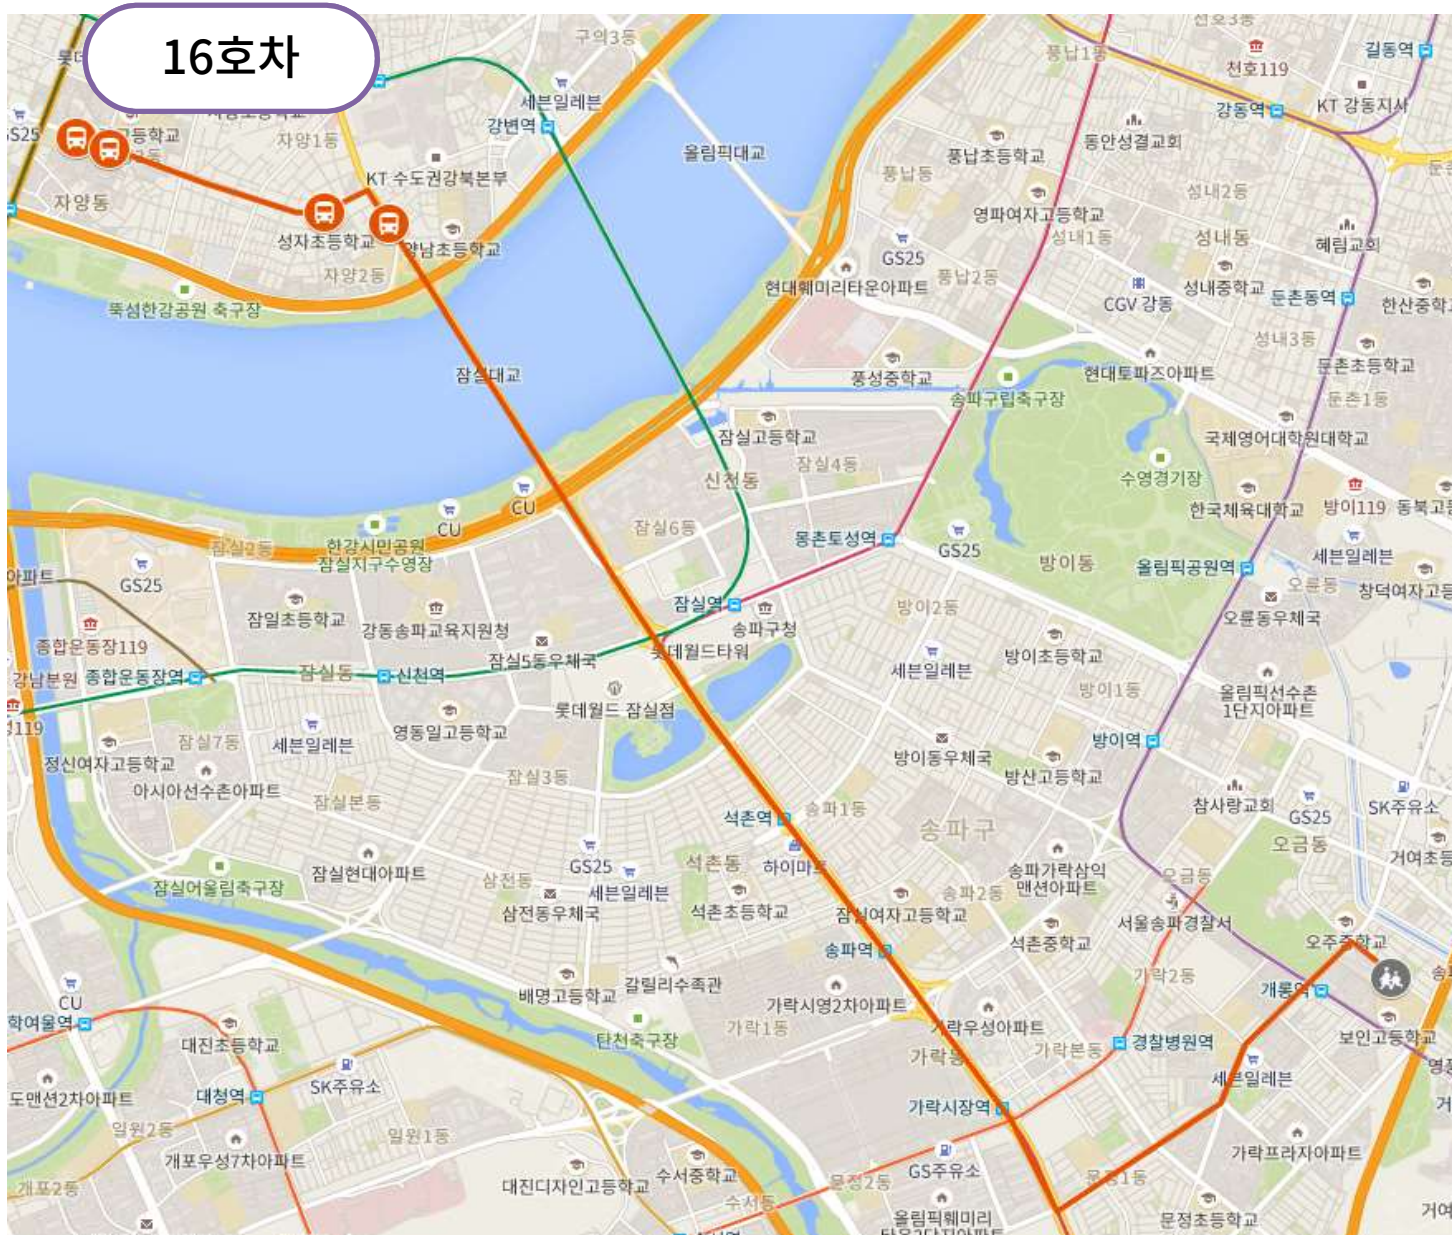 16호차
구의3동
세븐일레븐
강변역
자양1동
KT 수도권강북본부
GS25
자양동
성자초등학교
양남초등학교
자양2동
뚝섬한강공원 축구장
잠실대교
올림픽대교
풍납1동
천호119
길동역
KT 강동지사
강동역
동안성결교회
풍납초등학교
풍납동
성내2동
영파여자고등학교
성내1동
성내동
혜림교회
GS25
풍납2동
현대훼미리타운아파트
CGV 강동
성내중학교
둔촌동역
성내3동
둔촌초등학교
현대토파즈아파트
풍성중학교
송파구립축구장
둔촌1동
잠실고등학교
국제영어대학원대학교
신천동
잠실4동
수영경기장
한국체육대학교
방이119
CU
CU
잠실6동
한강시민공원
잠실지구수영장
잠실2동
몽촌토성역
GS25
방이동
올림픽공원역
세븐일레븐
오륜동
오륜동우체국
GS25
잠일초등학교
강동송파교육지원청
잠실역
송파구청
방이2동
종합운동장119
종합운동장역
잠실동
신천역
잠실5동우체국
롯데월드타워
세븐일레븐
방이초등학교
방이1동
올림픽선수촌
1단지아파트
강남분원
롯데월드 잠실점
영동일고등학교
잠실7동
세븐일레븐
정신여자고등학교
아시아선수촌아파트
잠실본동
잠실3동
방이동우체국
방산고등학교
방이역
참사랑교회
GS25
SK주유소
석촌역
송파1동
송파구
오금동
하이마트
석촌동
GS25
세븐일레븐
삼전동
삼전동우체국
석촌초등학교
잠실현대아파트
잠실어울림축구장
송파가락삼익
맨션아파트
오금동
송파2동
잠실여자고등학교
서울송파경찰서
석촌중학교
오주중학교
송파역
가락2동
개롱역
배명고등학교
갈릴리수족관
가락시영2차아파트
가락우성아파트
보인고등학교
CU
학여울역
대진초등학교
탄천축구장
가락1동
가락동
가락본동
경찰병원역
세븐일레븐
SK주유소
대청역
가락시장역
일원2동
일원1동
개포우성7차아파트
가락프라자아파트
대진디자인고등학교
수서중학교
GS주유소
문정2동
문정1동
개포2동
수서동
올림픽훼미리
문정초등학교